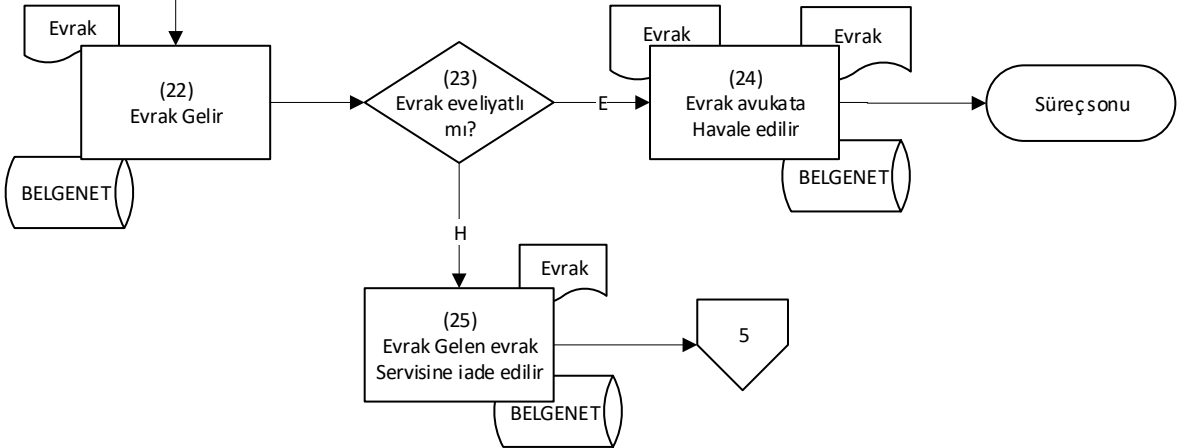 Evrak
(22)
Evrak Gelir
BELGENET
(23)
Evrak eveliyatlı
mı?
E
Evrak
Evrak
(24)
Evrak avukata
Havale edilir
BELGENET
Süreç sonu
H
Evrak
(25)
Evrak Gelen evrak
Servisine iade edilir
BELGENET
5